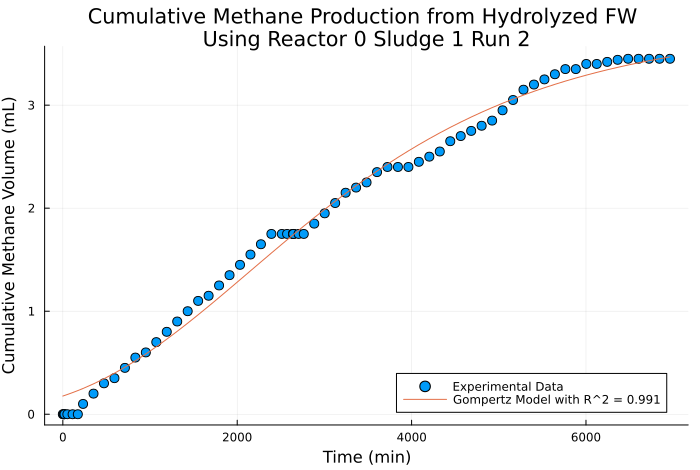 Cumulative Methane Production from Hydrolyzed FW
Using Reactor 0 Sludge 1 Run 2
Cumulative Methane Volume (mL)
3
2
1
0
0
2000
4000
6000
Time (min)
Experimental Data
Gompertz Model with R^2 = 0.991